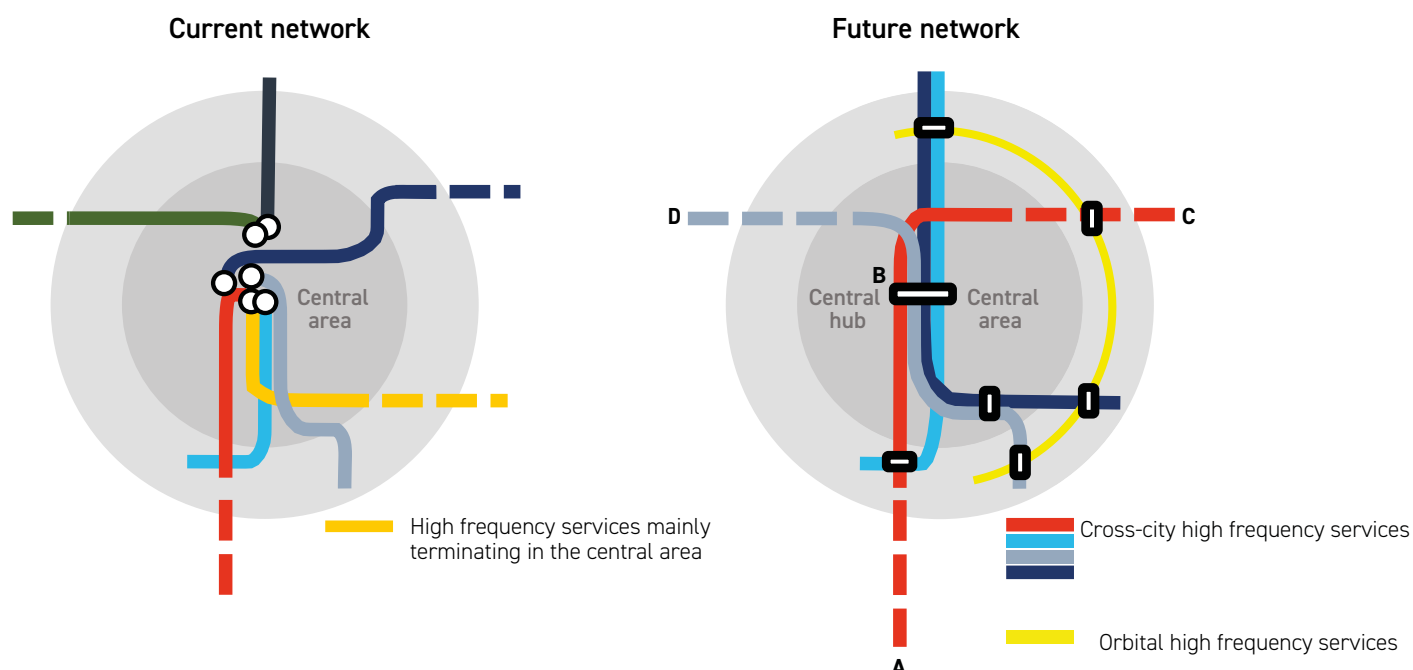 Current network
Central
area
High frequency services mainly
terminating in the central area
Future network
D
C
B
Central
hub
Central
area
Cross-city high frequency services
Orbital high frequency services
A